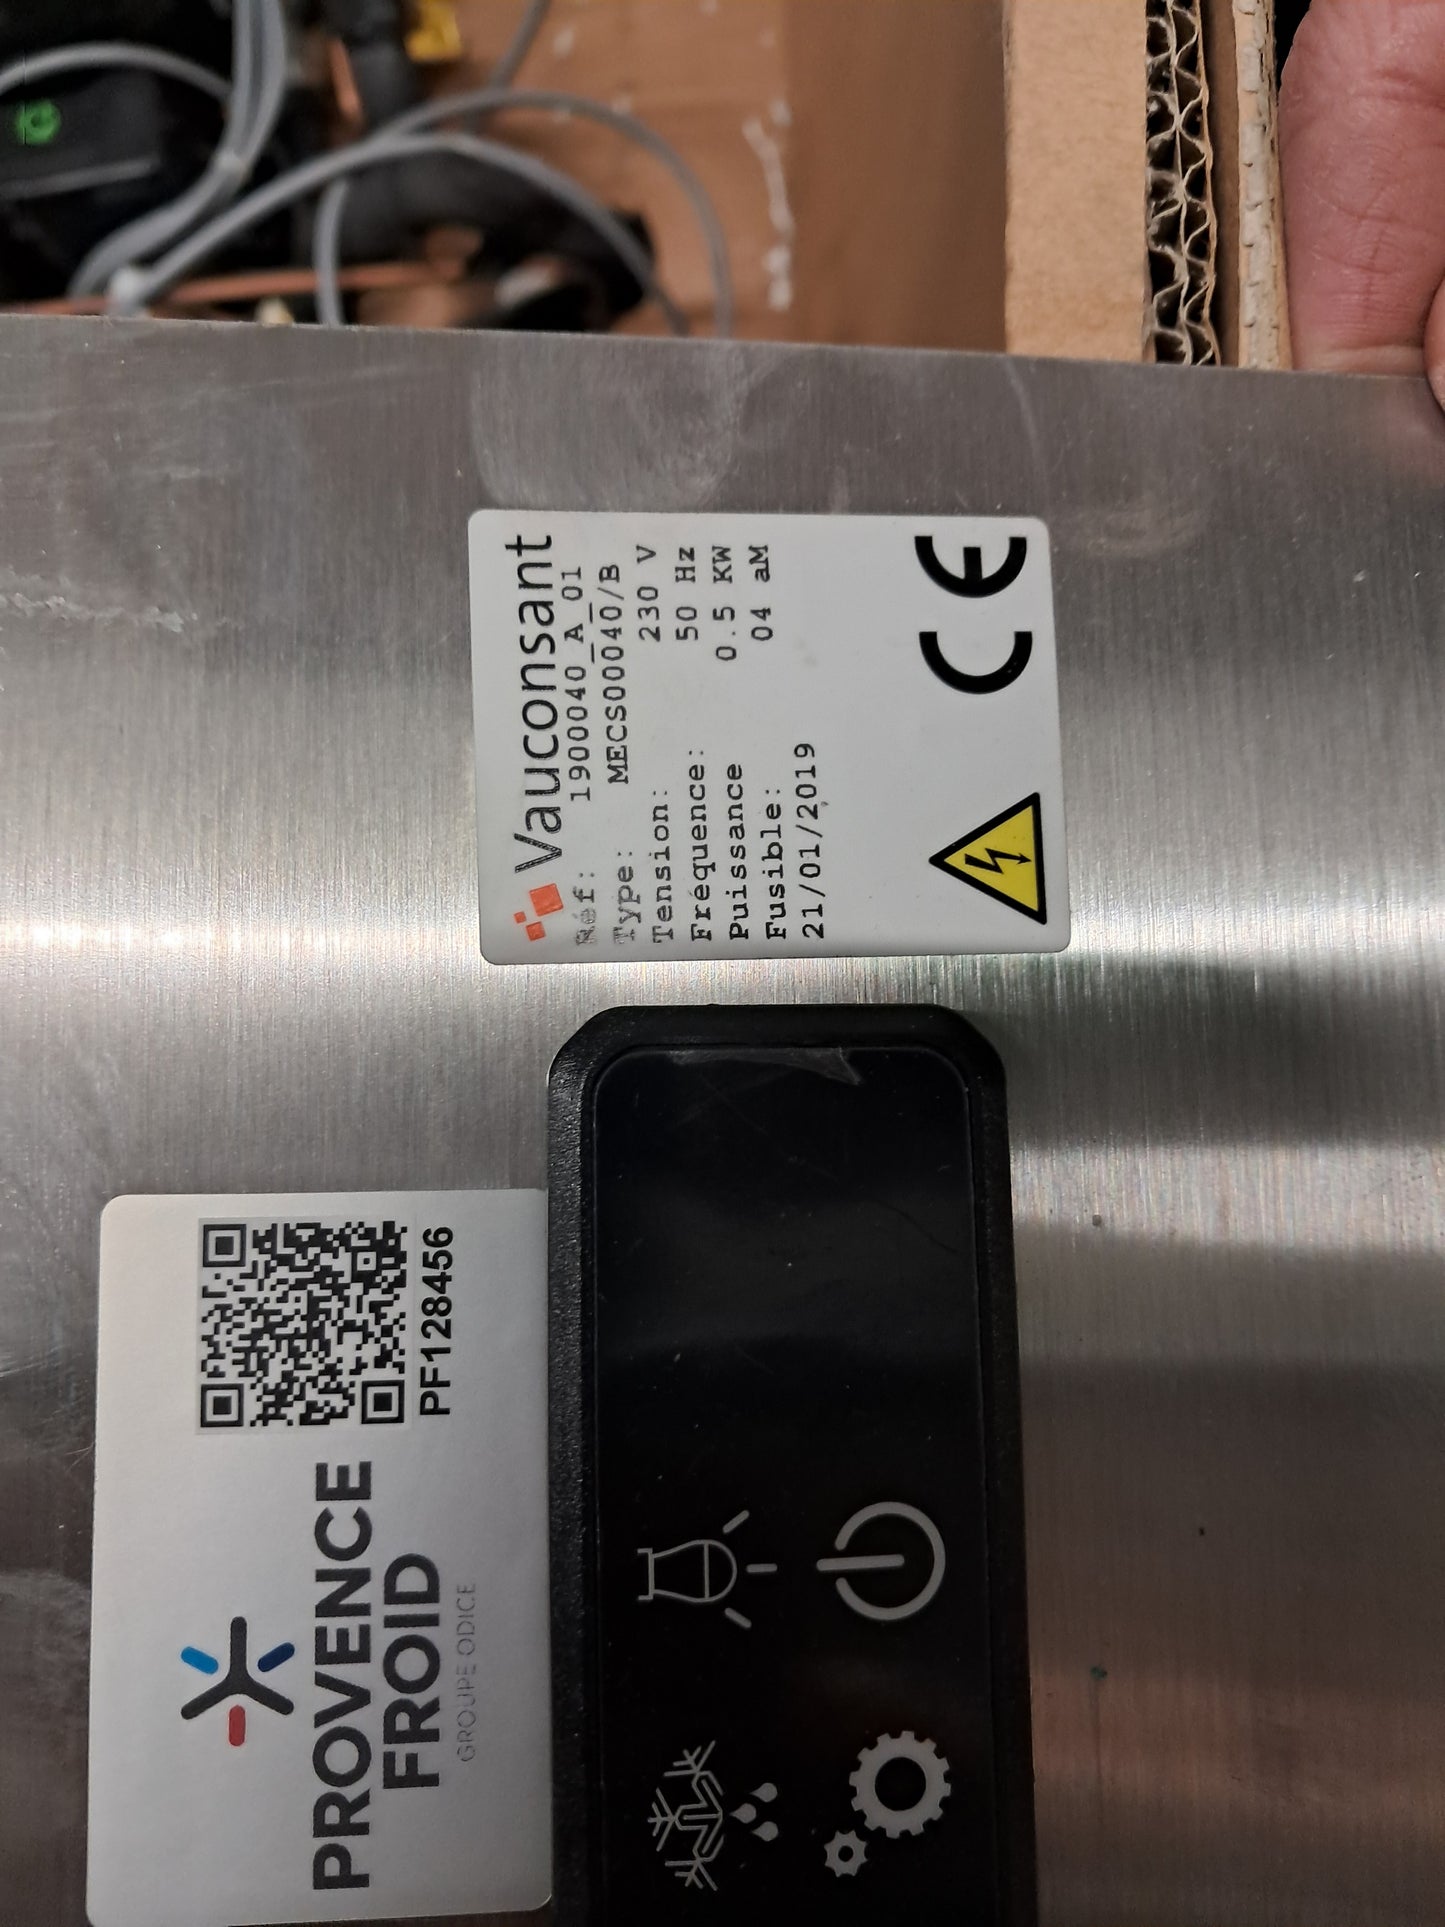 Vauconsant
Réf: 1900040_A_01
Type: MECS00040/B
Tension: 230 V
Fréquence: 50 Hz
Puissance 0.5 KW
Fusible: 04 aM
21/01/2019
CE
PROVENCE
FROID
GROUPE ODICE
PF128456